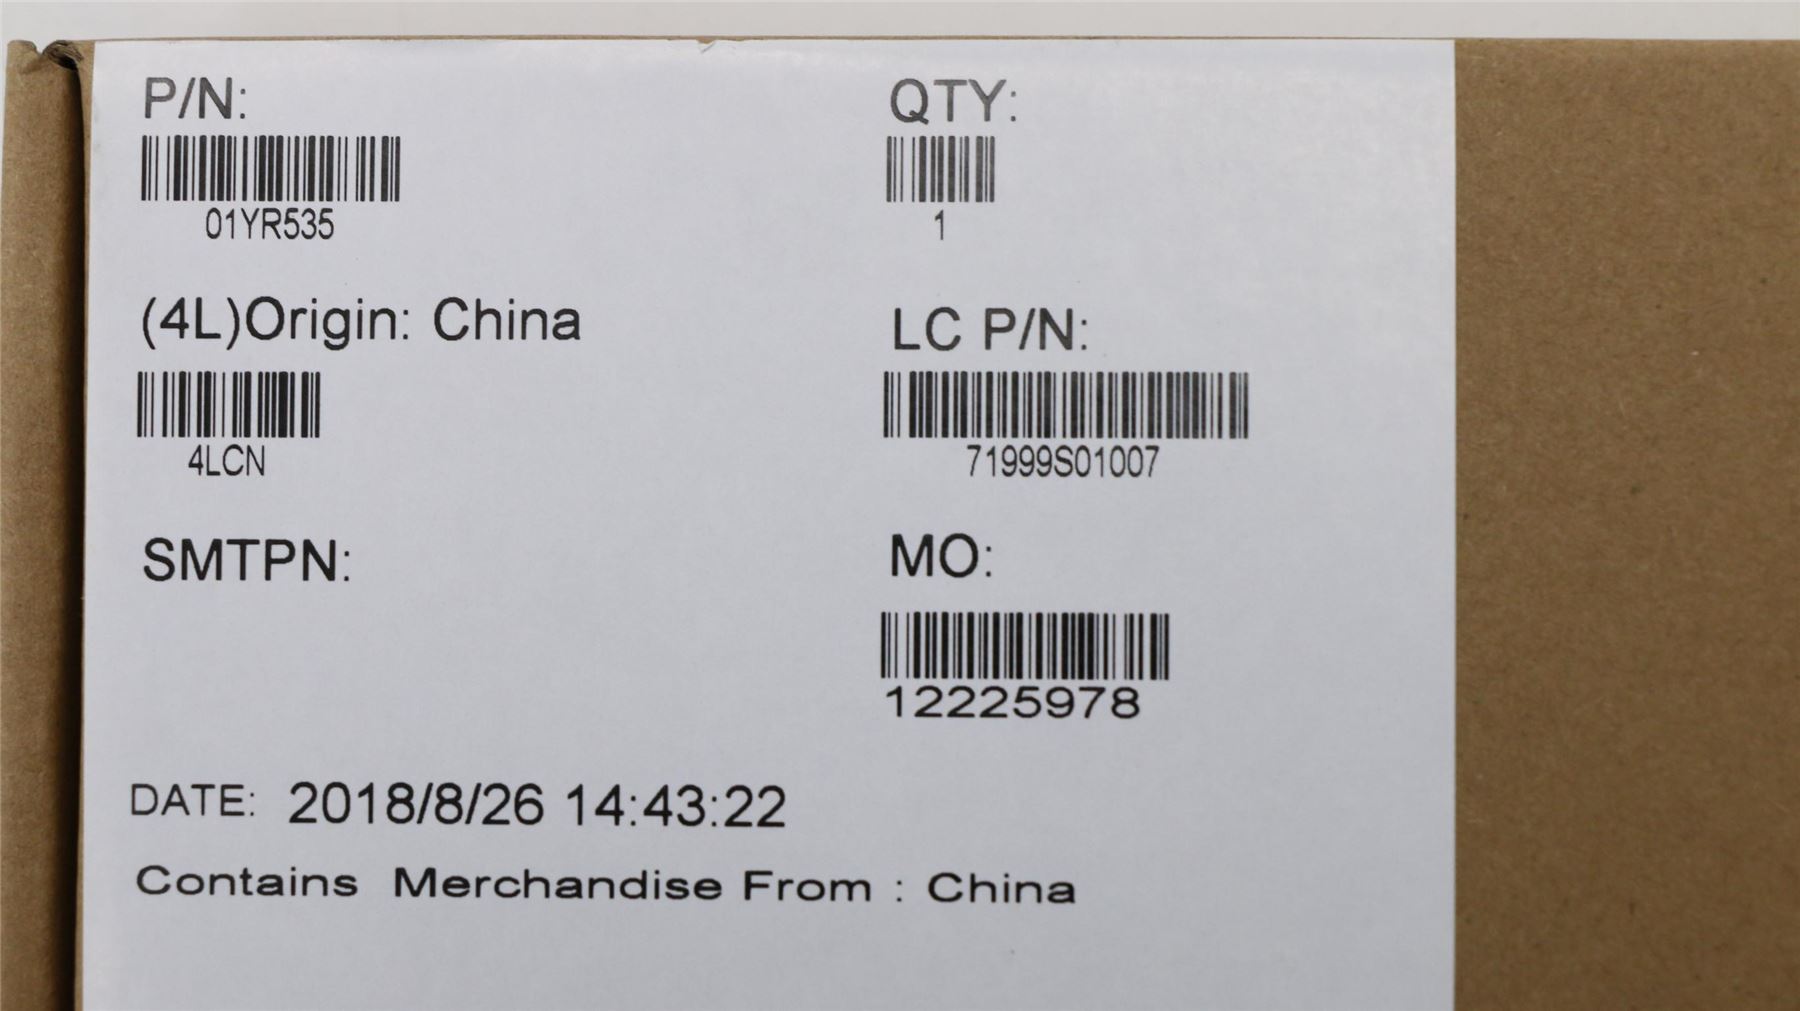 P/N:
QTY:
01YR535
1
(4L)Origin: China
LC P/N:
4LCN
71999S01007
SMTPN:
MO:
12225978
DATE: 2018/8/26 14:43:22
Contains Merchandise From : China